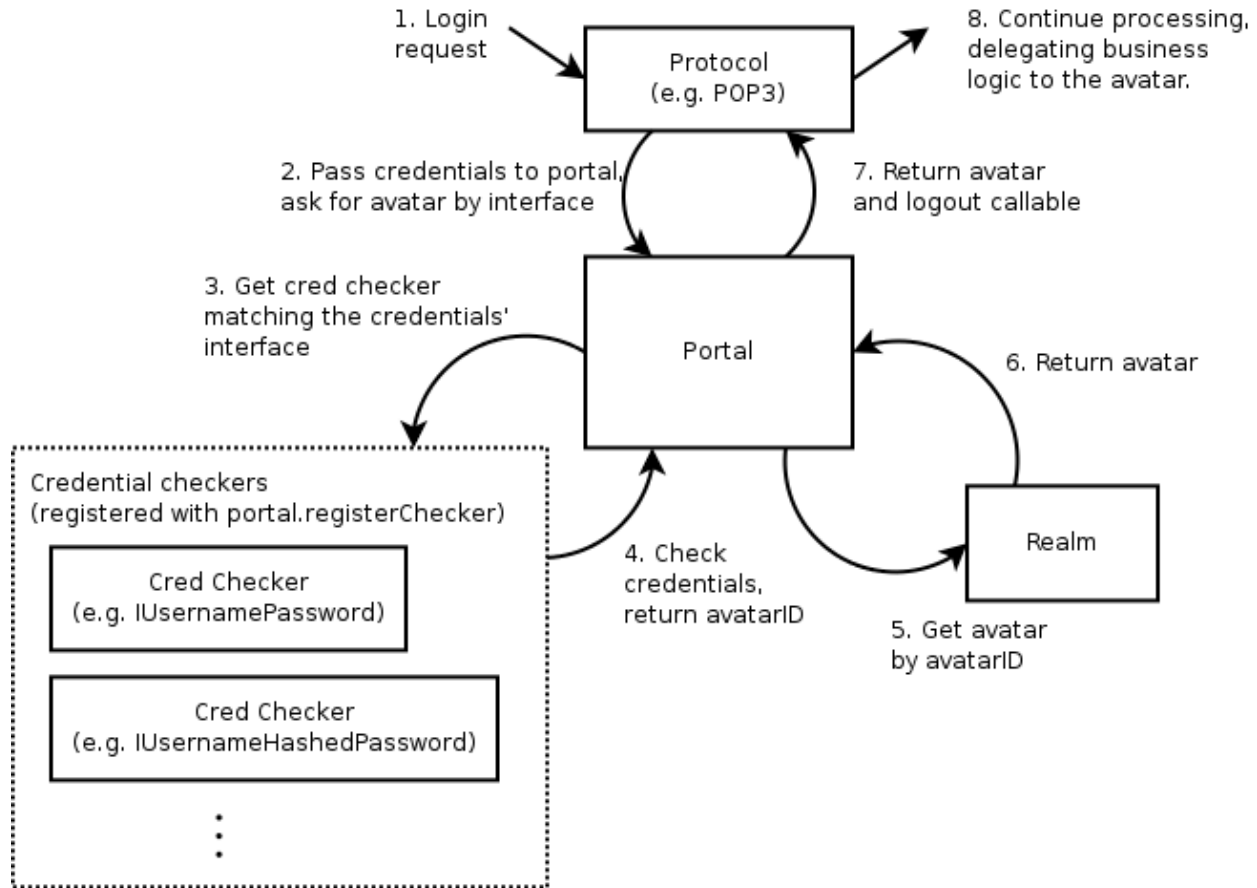 1. Login
request
8. Continue processing,
delegating business
logic to the avatar.
Protocol
(e.g. POP3)
2. Pass credentials to portal,
ask for avatar by interface
7. Return avatar
and logout callable
3. Get cred checker
matching the credentials'
interface
Portal
6. Return avatar
Credential checkers
(registered with portal.registerChecker)
Cred Checker
(e.g. IUsernamePassword)
Cred Checker
(e.g. IUsernameHashedPassword)
4. Check
credentials,
return avatarID
Realm
5. Get avatar
by avatarID